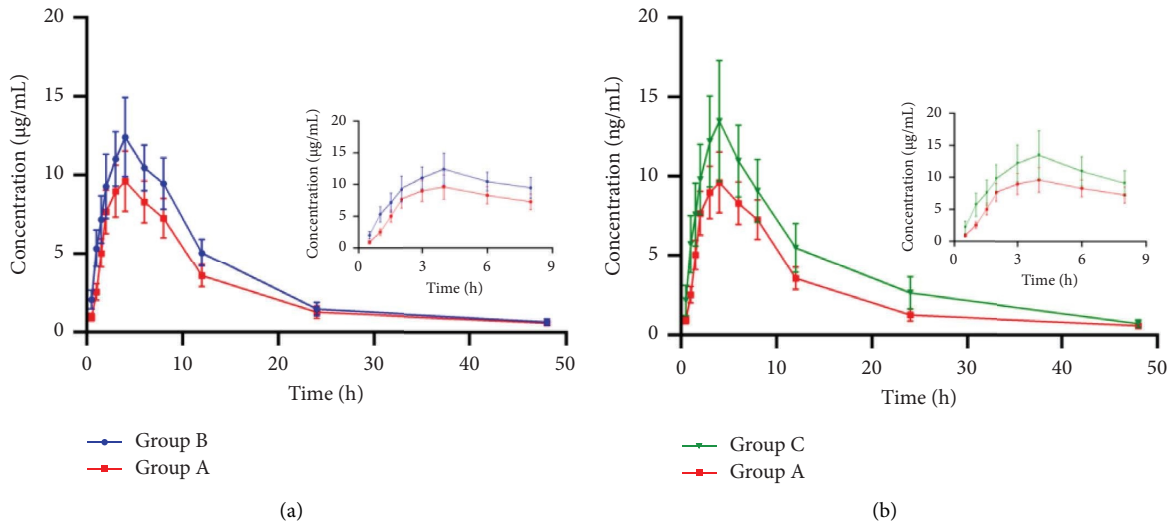 20
15
10
5
0
Concentration (μg/mL)
0 10 20 30 40 50
Time (h)
20
15
10
5
0
Concentration (μg/mL)
0 3 6 9
Time (h)
Group B
Group A
(a)
20
15
10
5
0
Concentration (ng/mL)
0 10 20 30 40 50
Time (h)
20
15
10
5
0
Concentration (μg/mL)
0 3 6 9
Time (h)
Group C
Group A
(b)